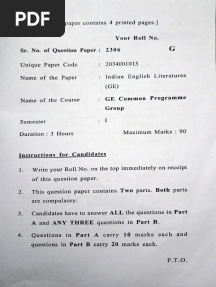 PDF
paper contains 4 printed pages.]
Your Roll No.
Sr. No. of Question Paper : 2306 G
Unique Paper Code : 2034001013
Name of the Paper : Indian English Literatures
(GE)
Name of the Course : GE Common Programme
Group
Semester : I
Duration : 3 Hours Maximum Marks : 90
Instructions for Candidates
1. Write your Roll No. on the top immediately on receipt
of this question paper.
2. This question paper contains Two parts. Both parts
are compulsory.
3. Candidates have to answer ALL the questions in Part
A and ANY THREE questions in Part B.
4. Questions in Part A carry 10 marks each and
questions in Part B carry 20 marks each.
P.T.O.